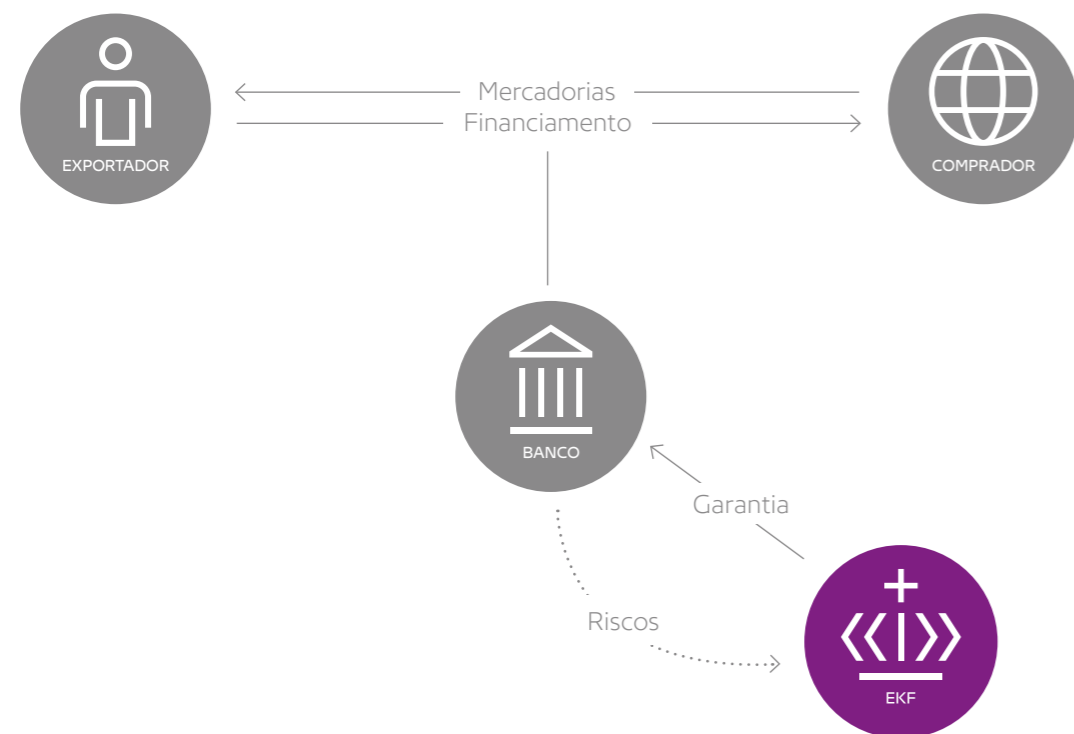 Mercadorias
Financiamento
EXPORTADOR
COMPRADOR
BANCO
Garantia
Riscos
EKF